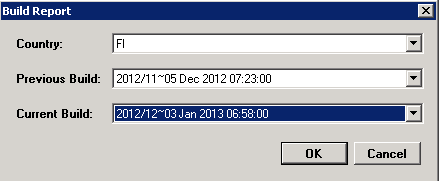 Build Report
Country: FI
Previous Build: 2012/11~05 Dec 2012 07:23:00
Current Build: 2012/12~03 Jan 2013 06:58:00
OK Cancel